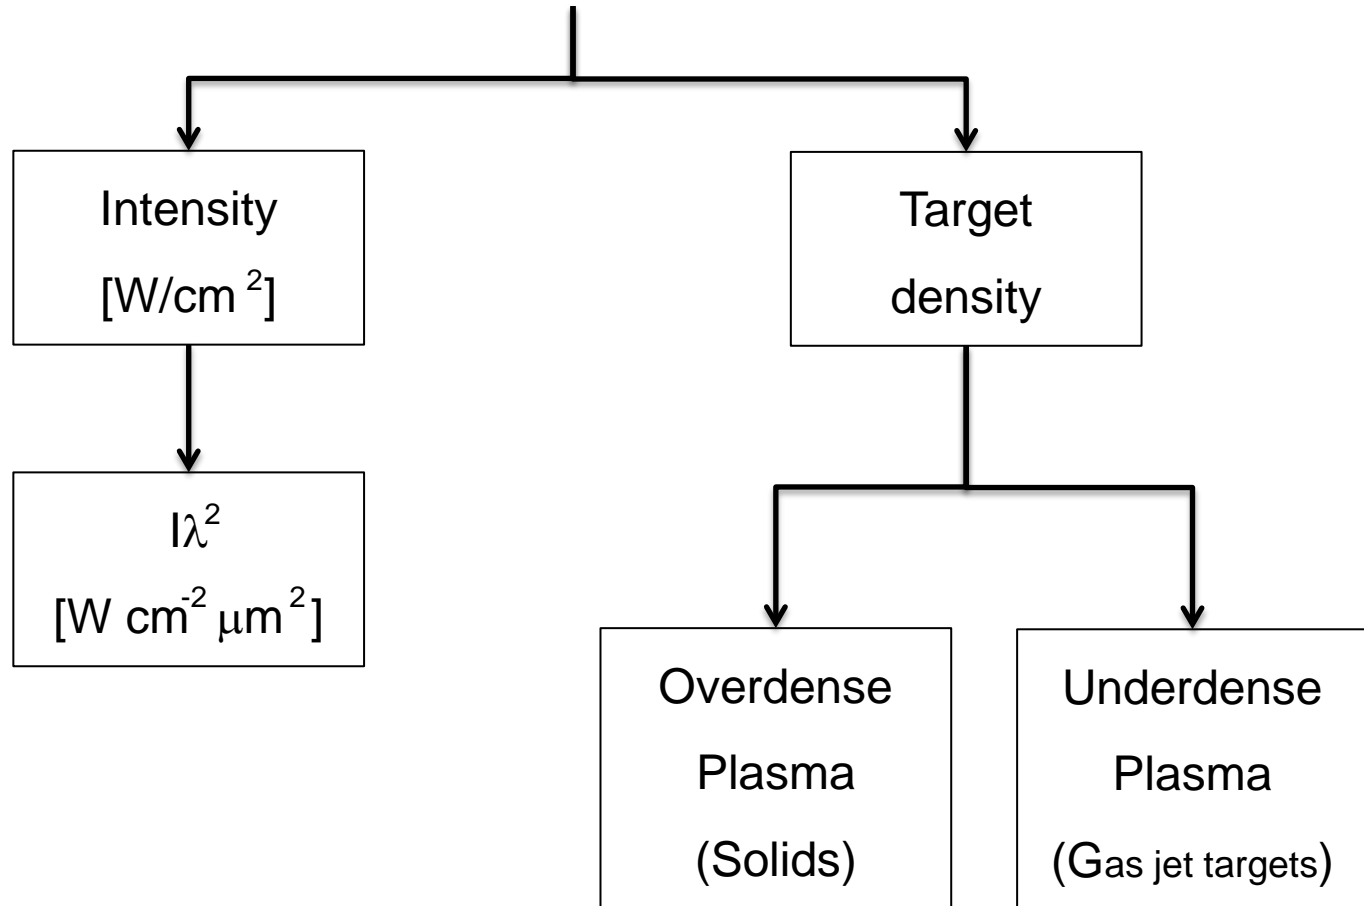 Intensity
[W/cm²]
Target
density
Iλ²
[W cm⁻² μm²]
Overdense
Plasma
(Solids)
Underdense
Plasma
(Gas jet targets)